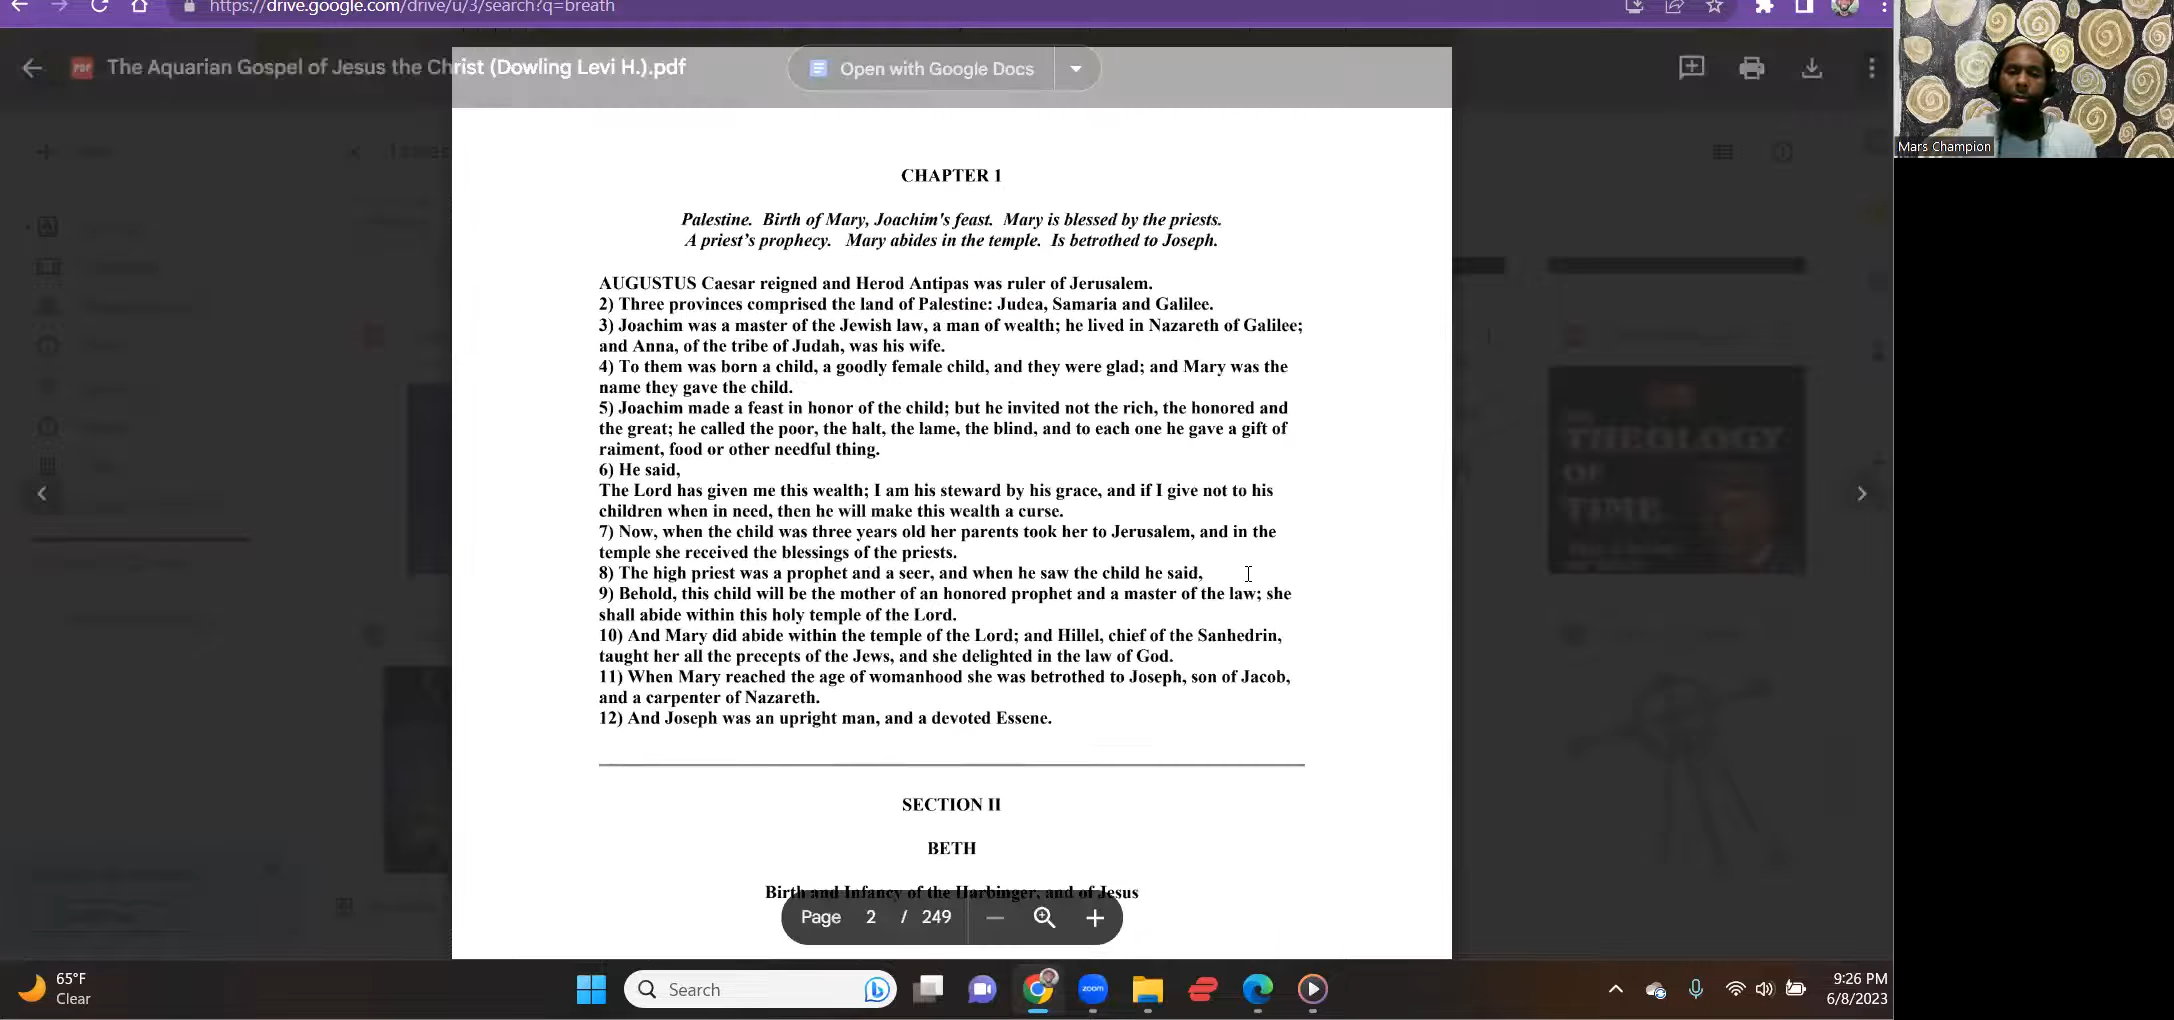 https://drive.google.com/drive/u/3/search?q=breath
The Aquarian Gospel of Jesus the Christ (Dowling Levi H.).pdf
Open with Google Docs
Mars Champion
CHAPTER 1
Palestine. Birth of Mary, Joachim's feast. Mary is blessed by the priests.
A priest’s prophecy. Mary abides in the temple. Is betrothed to Joseph.
AUGUSTUS Caesar reigned and Herod Antipas was ruler of Jerusalem.
2) Three provinces comprised the land of Palestine: Judea, Samaria and Galilee.
3) Joachim was a master of the Jewish law, a man of wealth; he lived in Nazareth of Galilee;
and Anna, of the tribe of Judah, was his wife.
4) To them was born a child, a goodly female child, and they were glad; and Mary was the
name they gave the child.
5) Joachim made a feast in honor of the child; but he invited not the rich, the honored and
the great; he called the poor, the halt, the lame, the blind, and to each one he gave a gift of
raiment, food or other needful thing.
6) He said,
The Lord has given me this wealth; I am his steward by his grace, and if I give not to his
children when in need, then he will make this wealth a curse.
7) Now, when the child was three years old her parents took her to Jerusalem, and in the
temple she received the blessings of the priests.
8) The high priest was a prophet and a seer, and when he saw the child he said,
9) Behold, this child will be the mother of an honored prophet and a master of the law; she
shall abide within this holy temple of the Lord.
10) And Mary did abide within the temple of the Lord; and Hillel, chief of the Sanhedrin,
taught her all the precepts of the Jews, and she delighted in the law of God.
11) When Mary reached the age of womanhood she was betrothed to Joseph, son of Jacob,
and a carpenter of Nazareth.
12) And Joseph was an upright man, and a devoted Essene.
THEOLOGY
OF
TIME
SECTION II
BETH
Birth and Infancy of the Harbinger, and of Jesus
Page 2 / 249
65°F
Clear
Search
zoom
9:26 PM
6/8/2023